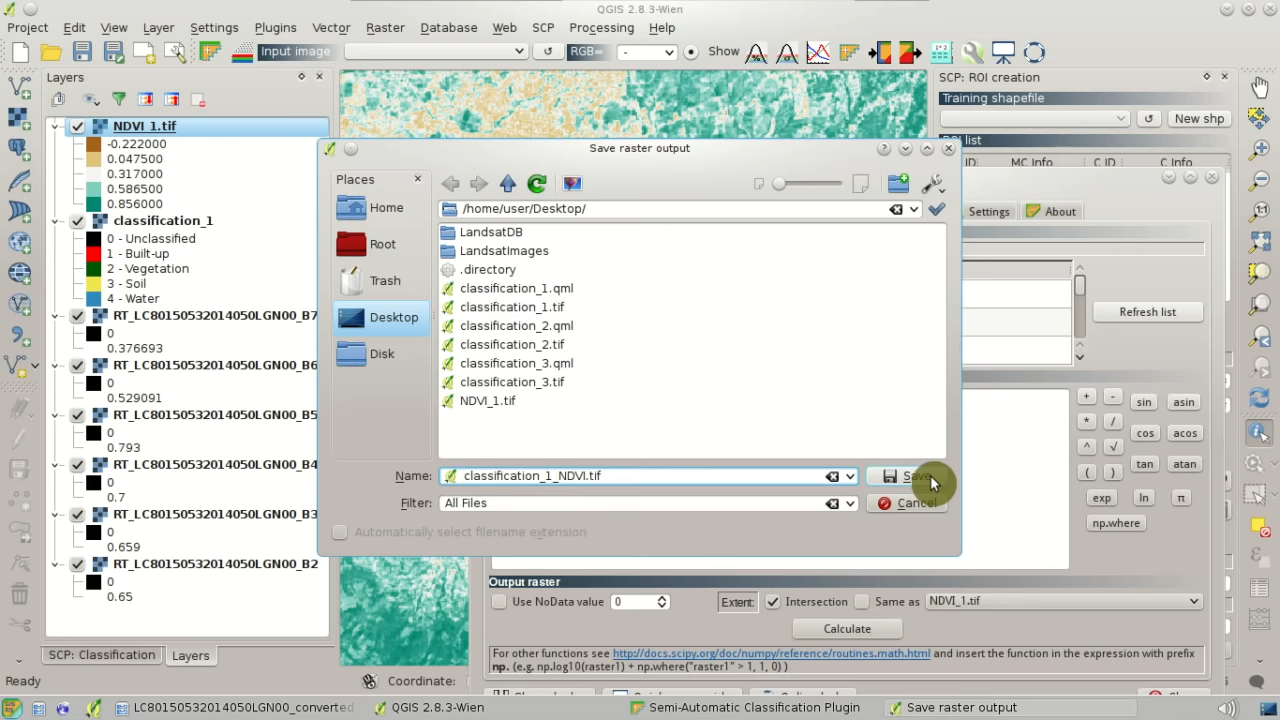 QGIS 2.8.3-Wien
Project Edit View Layer Settings Plugins Vector Raster Database Web SCP Processing Help
Input image RGB= - Show
Layers
SCP: ROI creation
Training shapefile
New shp
ROI list
ID: MC Info C ID C Info
NDVI_1.tif
-0.222000
0.047500
0.317000
0.586500
0.856000
classification_1
0 - Unclassified
1 - Built-up
2 - Vegetation
3 - Soil
4 - Water
RT_LC80150532014050LGN00_B7
0
0.376693
RT_LC80150532014050LGN00_B6
0
0.529091
RT_LC80150532014050LGN00_B5
0
0.793
RT_LC80150532014050LGN00_B4
0
0.7
RT_LC80150532014050LGN00_B3
0
0.659
RT_LC80150532014050LGN00_B2
0
0.65
SCP: Classification Layers
Save raster output
Places
Home
Root
Trash
Desktop
Disk
/home/user/Desktop/
LandsatDB
LandsatImages
.directory
classification_1.qml
classification_1.tif
classification_2.qml
classification_2.tif
classification_3.qml
classification_3.tif
NDVI_1.tif
Name: classification_1_NDVI.tif Save
Filter: All Files Cancel
Automatically select filename extension
Settings About
Refresh list
+ - sin asin
* / cos acos
^ √ tan atan
( ) exp ln π
np.where
Output raster
Use NoData value 0 Extent: Intersection Same as NDVI_1.tif
Calculate
For other functions see http://docs.scipy.org/doc/numpy/reference/routines.math.html and insert the function in the expression with prefix
np. (e.g. np.log10(raster1) + np.where("raster1" > 1, 1, 0) )
Ready Coordinate:
LC80150532014050LGN00_converted QGIS 2.8.3-Wien Semi-Automatic Classification Plugin Save raster output